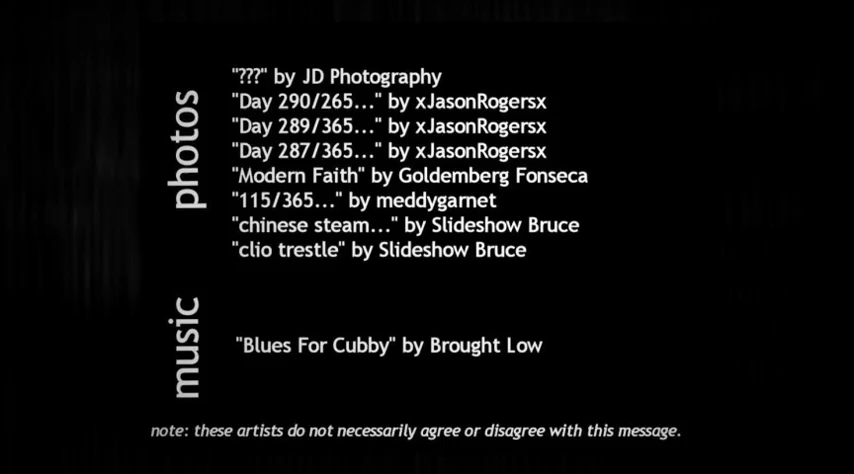 photos
"???" by JD Photography
"Day 290/265..." by xJasonRogersx
"Day 289/365..." by xJasonRogersx
"Day 287/365..." by xJasonRogersx
"Modern Faith" by Goldemberg Fonseca
"115/365..." by meddygarnet
"chinese steam..." by Slideshow Bruce
"clio trestle" by Slideshow Bruce
music
"Blues For Cubby" by Brought Low
note: these artists do not necessarily agree or disagree with this message.